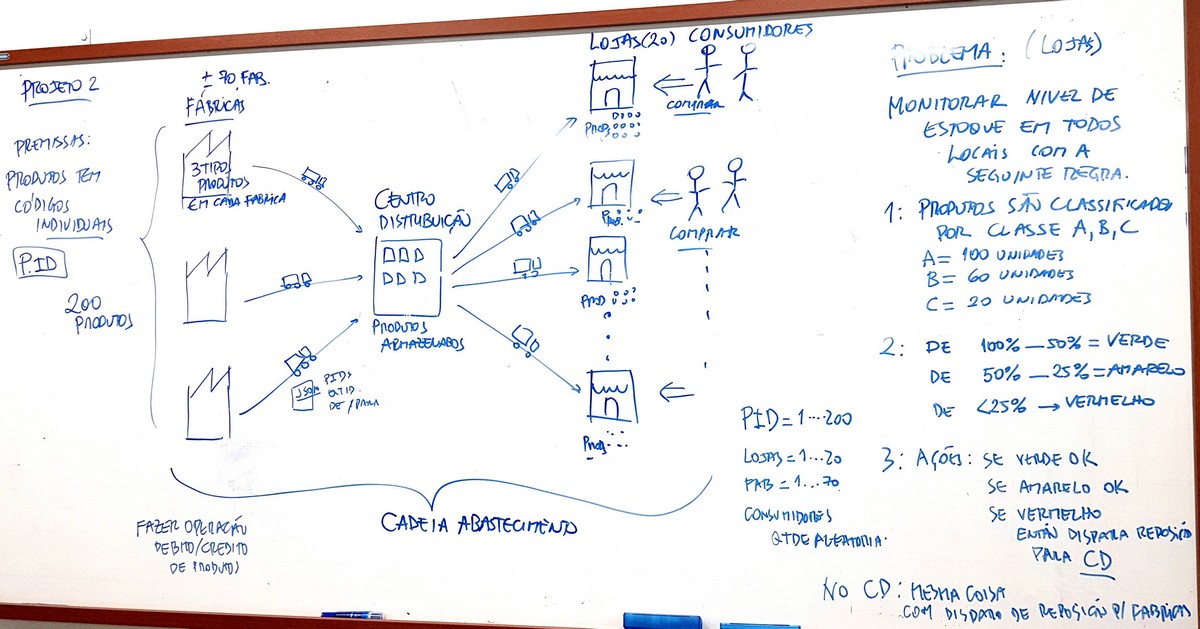 PROJETO 2
PREMISSAS:
PRODUTOS TEM
CÓDIGOS
INDIVIDUAIS
P.ID
200
PRODUTOS
± 70 FAB.
FÁBRICAS
3 TIPOS
PRODUTOS
EM CADA FABRICA
JSON
PIDS
QTID.
DE/PARA
CENTRO
DISTRIBUIÇÃO
PRODUTOS
ARMAZELADOS
LOJAS(20) CONSUMIDORES
PROD.
COMPRAR
PROD.
COMPRAR
PROD
PROD.
CADEIA ABASTECIMENTO
FAZER OPERAÇÃO
DEBITO/CREDITO
DE PRODUTOS
PID=1...200
LOJAS=1...20
FAB=1...70
CONSUMIDORES
QTDE ALEATORIA.
PROBLEMA: (LOJAS)
MONITORAR NIVEL DE
ESTOQUE EM TODOS
LOCAIS COM A
SEGUINTE REGRA.
1: PRODUTOS SÃO CLASSIFICADOS
POR CLASSE A, B, C
A= 100 UNIDADES
B= 60 UNIDADES
C= 20 UNIDADES
2: DE 100% — 50% = VERDE
DE 50% — 25% = AMARELO
DE <25% → VERMELHO
3: AÇÕES: SE VERDE OK
SE AMARELO OK
SE VERMELHO
ENTÃO DISPARA REPOSIÇÃO
PARA CD
NO CD: MESMA COISA
COM DISPARO DE REPOSIÇÃO P/ FABRICAS